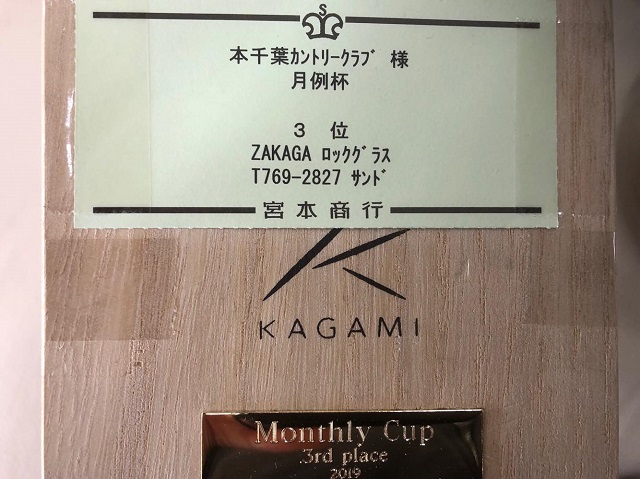 S
本千葉カントリークラブ 様
月例杯
3 位
ZAKAGA ロックグラス
T769-2827 サンド
宮本商行
KAGAMI
Monthly Cup
3rd place
2019